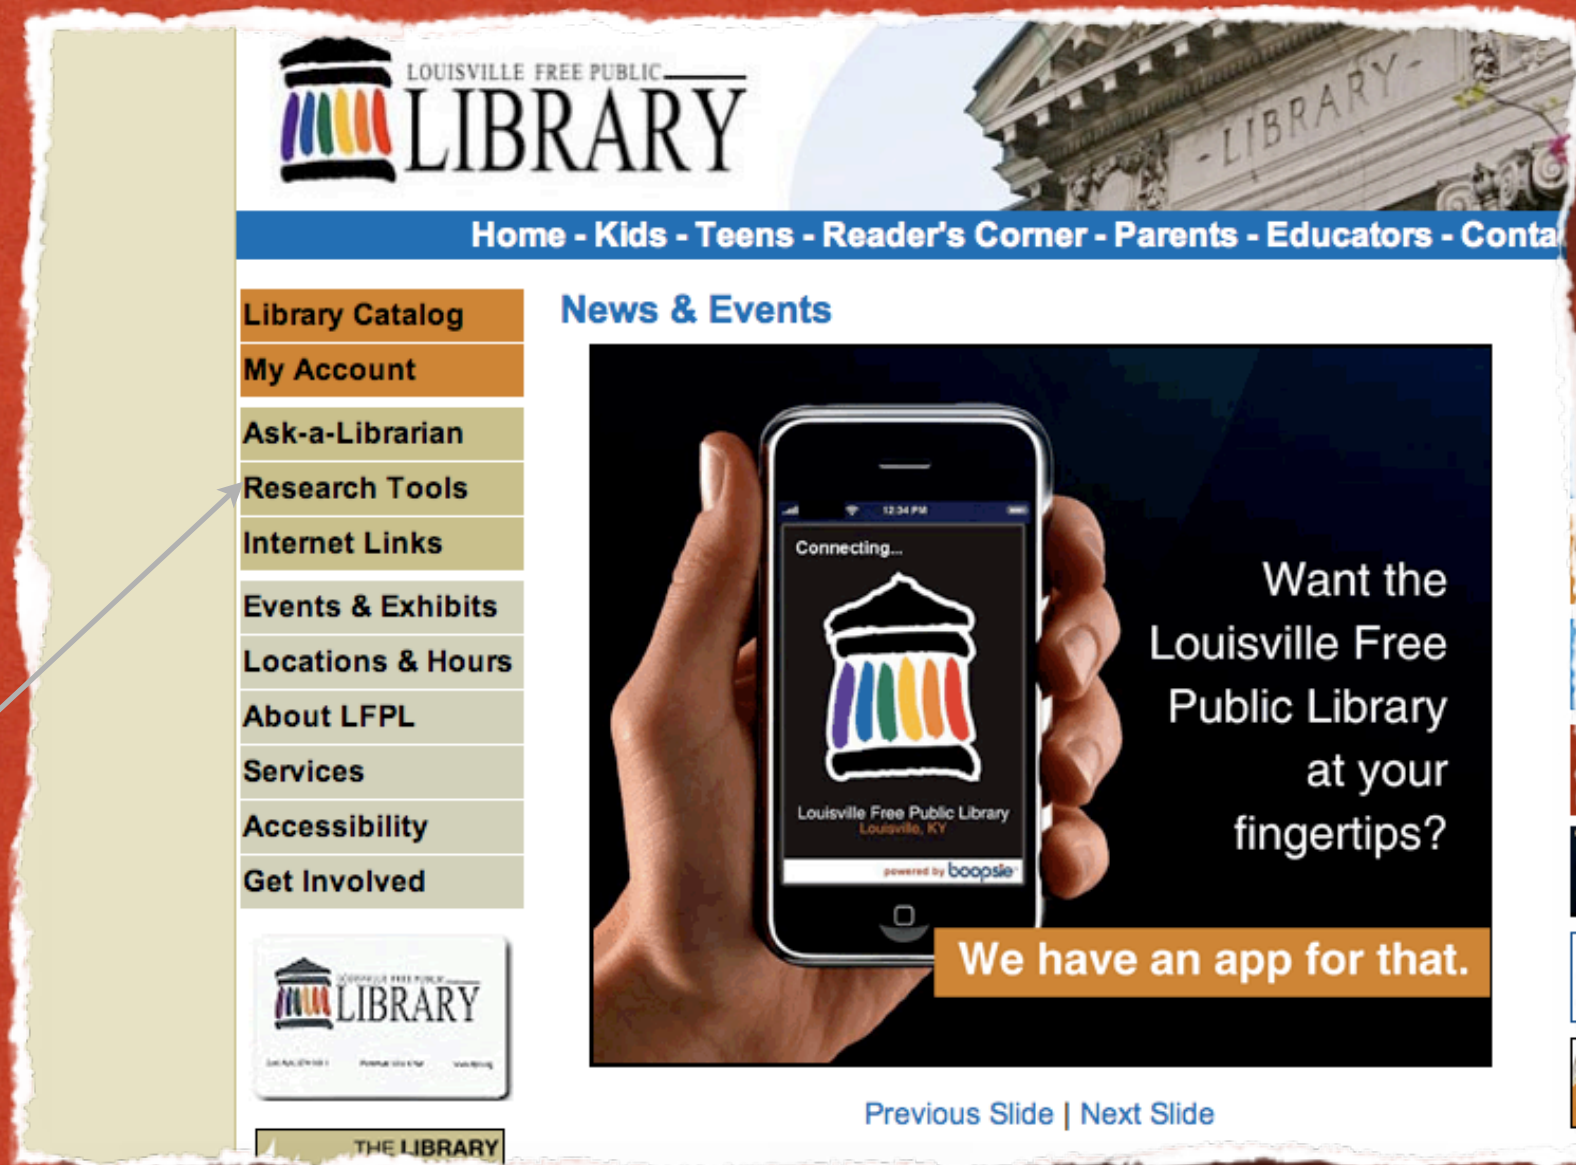 LOUISVILLE FREE PUBLIC
LIBRARY
- LIBRARY -
Home - Kids - Teens - Reader's Corner - Parents - Educators - Conta
Library Catalog
My Account
Ask-a-Librarian
Research Tools
Internet Links
Events & Exhibits
Locations & Hours
About LFPL
Services
Accessibility
Get Involved
LOUISVILLE FREE PUBLIC
LIBRARY
THE LIBRARY
News & Events
12:34 PM
Connecting...
Louisville Free Public Library
Louisville, KY
powered by boopsie
Want the
Louisville Free
Public Library
at your
fingertips?
We have an app for that.
Previous Slide | Next Slide